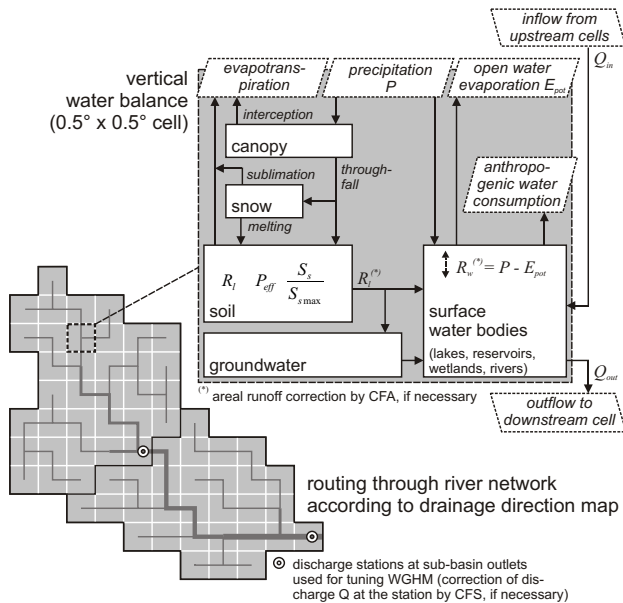 inflow from
upstream cells
Q_in
vertical
water balance
(0.5° x 0.5° cell)
evapotrans-
piration
precipitation
P
open water
evaporation E_pot
interception
canopy
through-
fall
sublimation
snow
melting
anthropo-
genic water
consumption
R_l P_eff S_s / S_s max
soil
R_l^(*)
R_w^(*) = P - E_pot
surface
water bodies
(lakes, reservoirs,
wetlands, rivers)
groundwater
Q_out
(*) areal runoff correction by CFA, if necessary
outflow to
downstream cell
routing through river network
according to drainage direction map
discharge stations at sub-basin outlets
used for tuning WGHM (correction of dis-
charge Q at the station by CFS, if necessary)